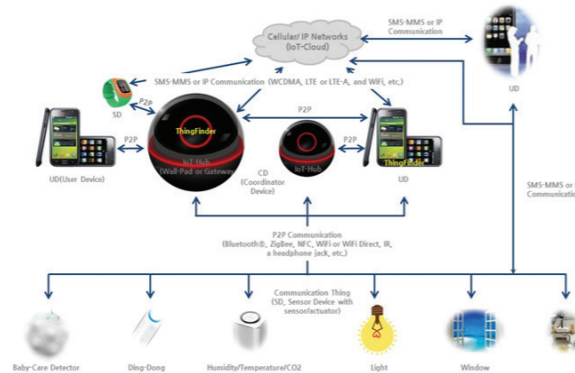 Cellular/ IP Networks
(IoT-Cloud)
SMS-MMS or IP
Communication
SMS-MMS or IP Communication (WCDMA, LTE or LTE-A, and WiFi, etc,)
UD
SD
P2P
P2P
ThingFinder
P2P
P2P
IoT-Hub
(Wall-Pad or Gateway)
IoT-Hub
ThingFinder
UD(User Device)
CD
(Coordinator
Device)
UD
SMS-MMS or
Communication
P2P Communication
(Bluetooth®, ZigBee, NFC, WiFi or WiFi Direct, IR,
a headphone jack, etc,)
Communication Thing
(SD, Sensor Device with
sensor/actuator)
Baby-Care Detector
Ding-Dong
Humidity/Temperature/CO2
Light
Window